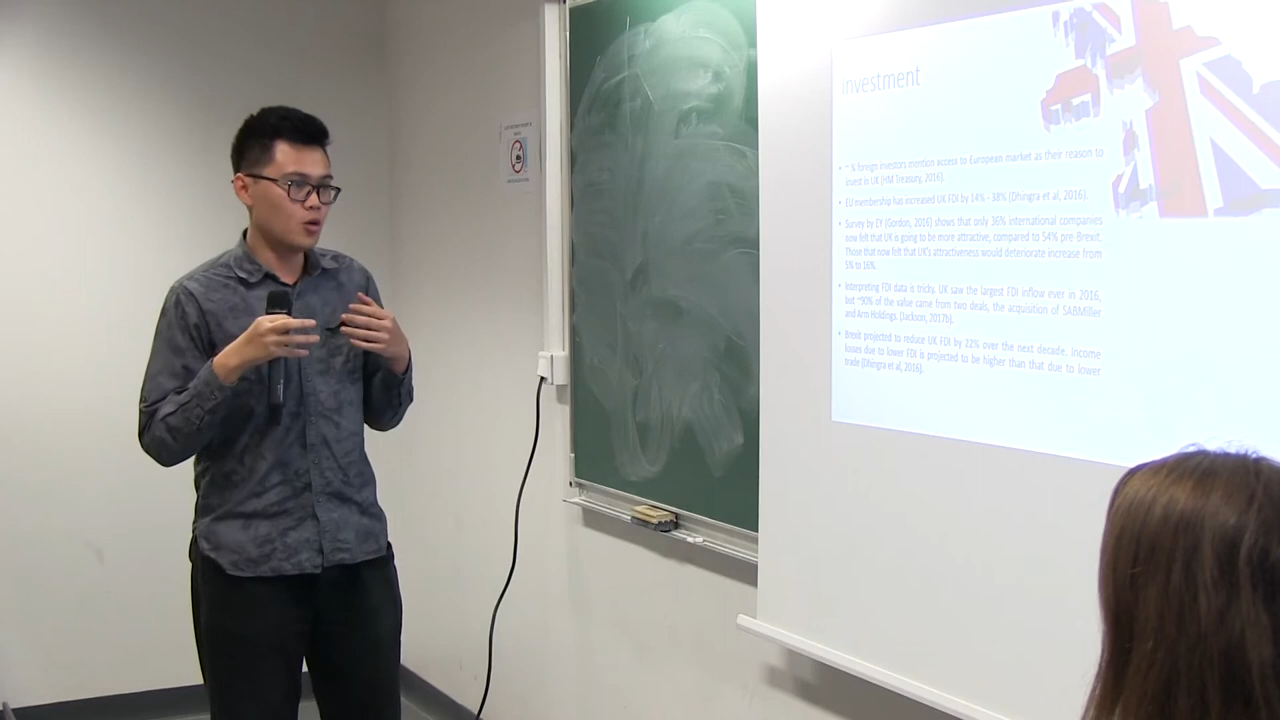 investment
• ~ ¾ foreign investors mention access to European market as their reason to
invest in UK (HM Treasury, 2016).
• EU membership has increased UK FDI by 14% - 38% (Dhingra et al, 2016).
• Survey by EY (Gordon, 2016) shows that only 36% international companies
now felt that UK is going to be more attractive, compared to 54% pre-Brexit.
Those that now felt that UK's attractiveness would deteriorate increase from
5% to 16%.
• Interpreting FDI data is tricky. UK saw the largest FDI inflow ever in 2016,
but ~90% of the value came from two deals, the acquisition of SABMiller
and Arm Holdings. (Jackson, 2017b).
• Brexit projected to reduce UK FDI by 22% over the next decade. Income
losses due to lower FDI is projected to be higher than that due to lower
trade (Dhingra et al, 2016).